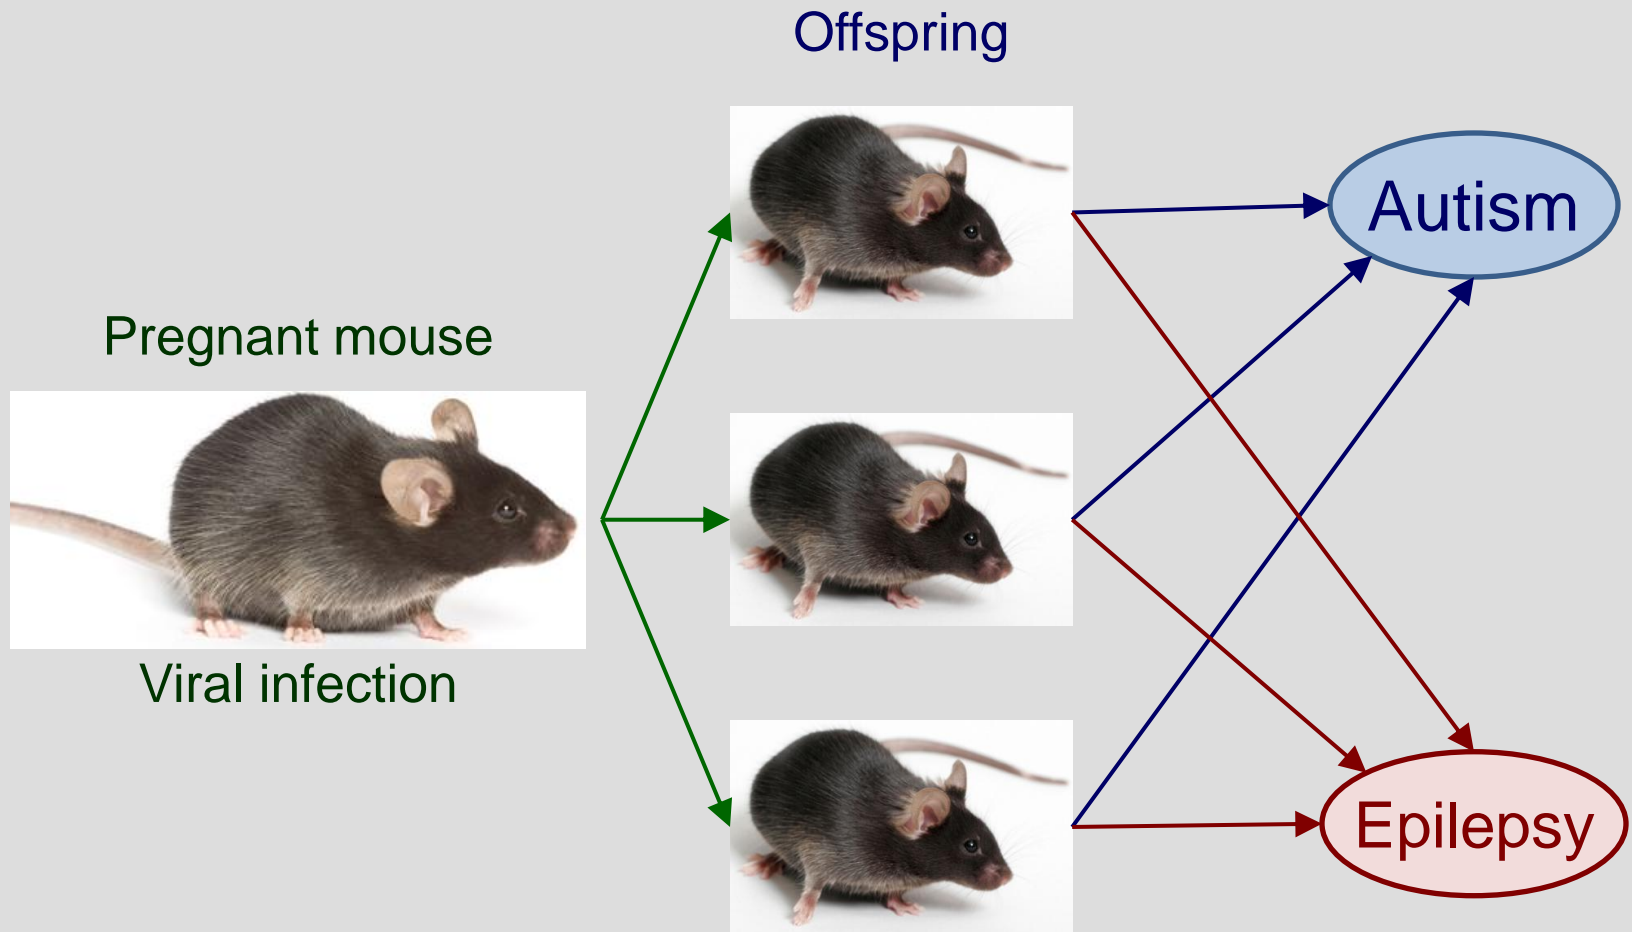 Offspring
Autism
Pregnant mouse
Viral infection
Epilepsy